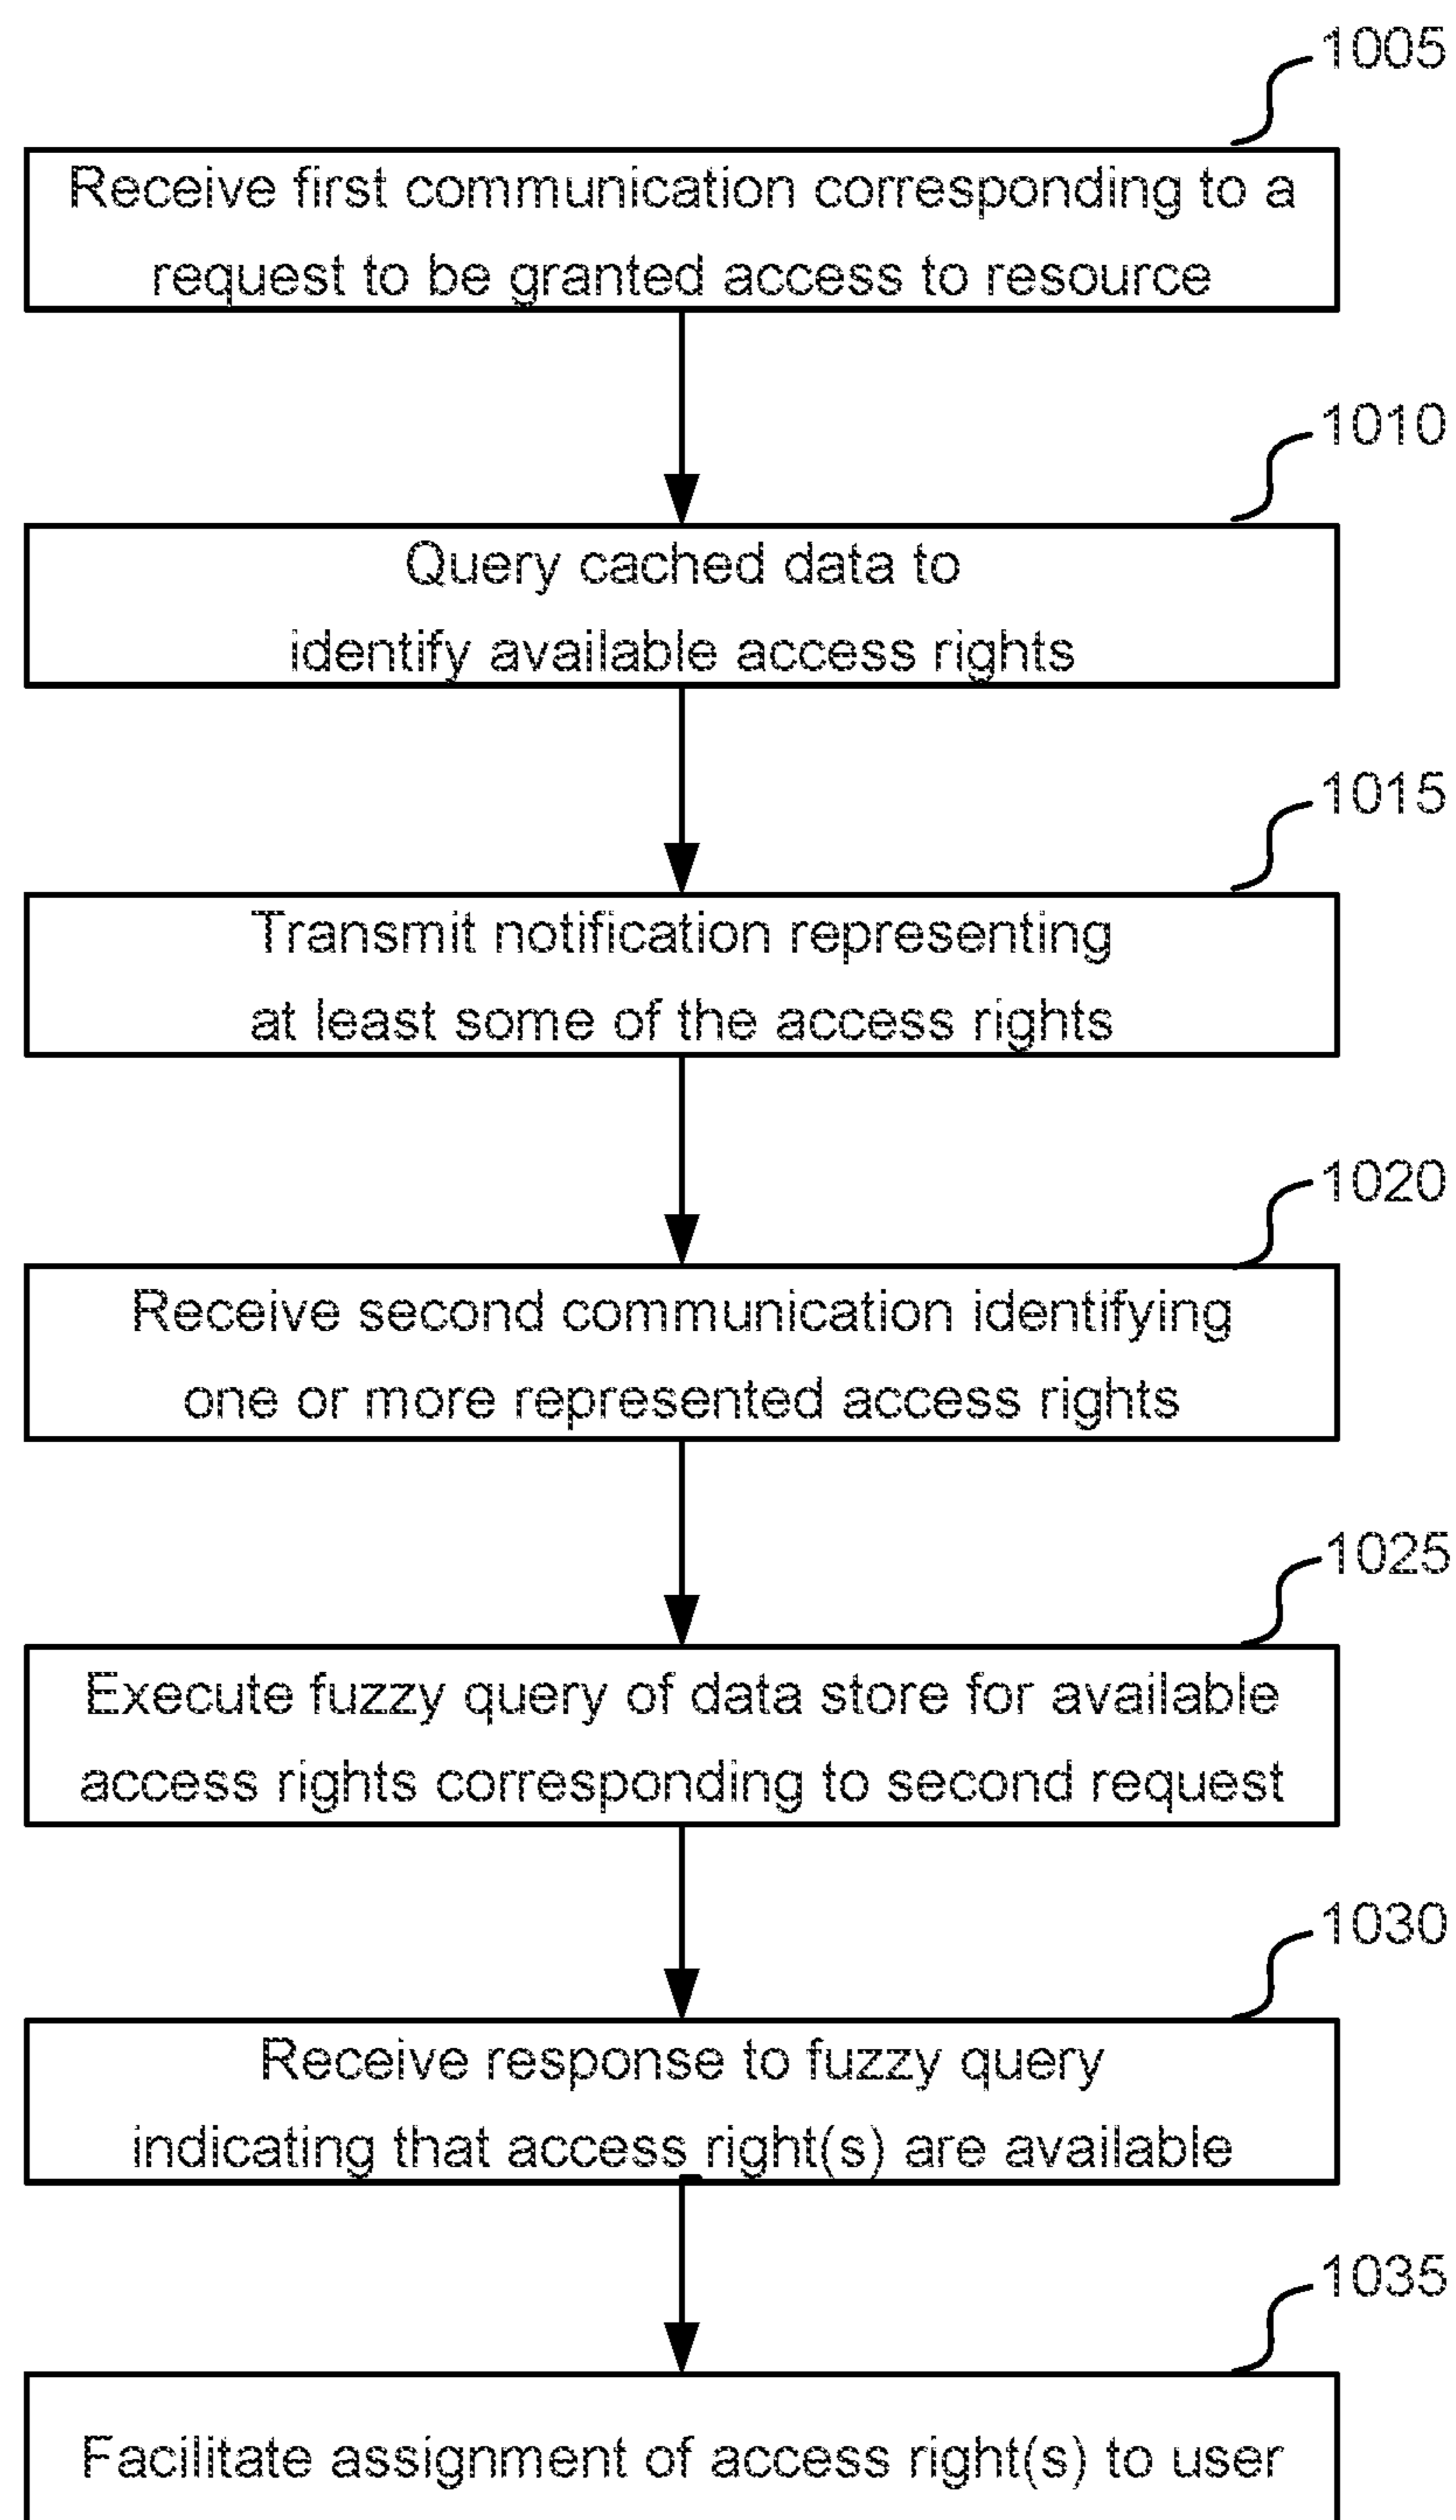 1005
Receive first communication corresponding to a
request to be granted access to resource
1010
Query cached data to
identify available access rights
1015
Transmit notification representing
at least some of the access rights
1020
Receive second communication identifying
one or more represented access rights
1025
Execute fuzzy query of data store for available
access rights corresponding to second request
1030
Receive response to fuzzy query
indicating that access right(s) are available
1035
Facilitate assignment of access right(s) to user